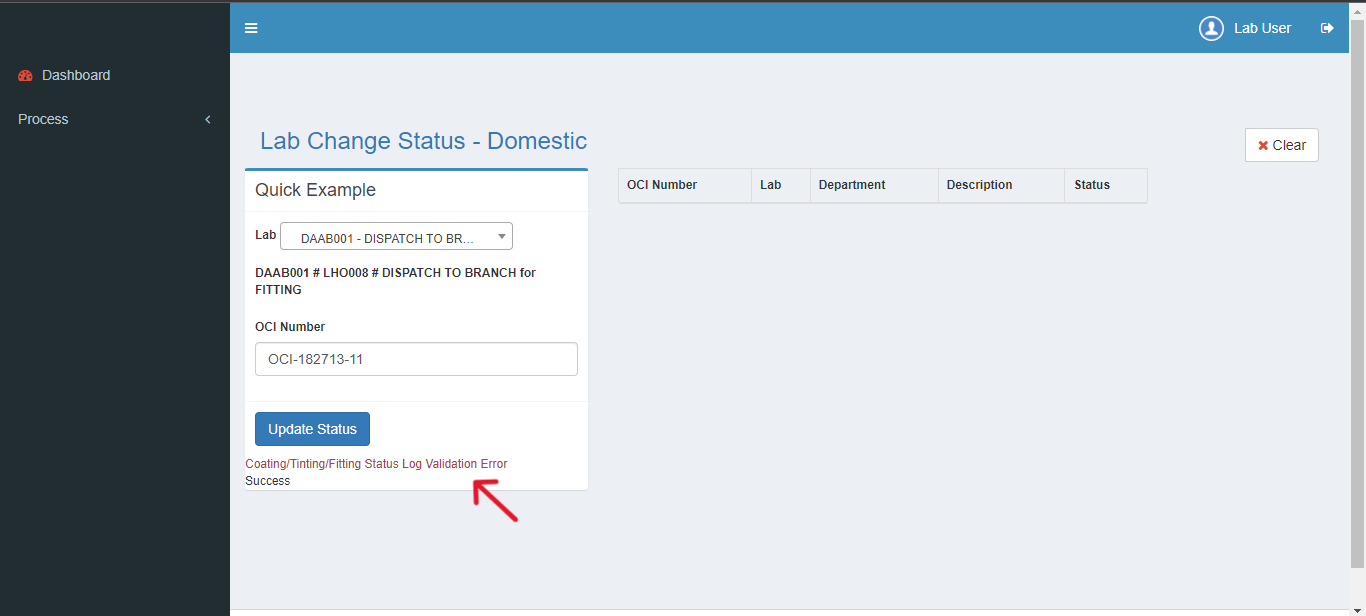 Lab User
Dashboard
Process
Lab Change Status - Domestic
Clear
Quick Example
OCI Number Lab Department Description Status
Lab DAAB001 - DISPATCH TO BR...
DAAB001 # LHO008 # DISPATCH TO BRANCH for
FITTING
OCI Number
OCI-182713-11
Update Status
Coating/Tinting/Fitting Status Log Validation Error
Success